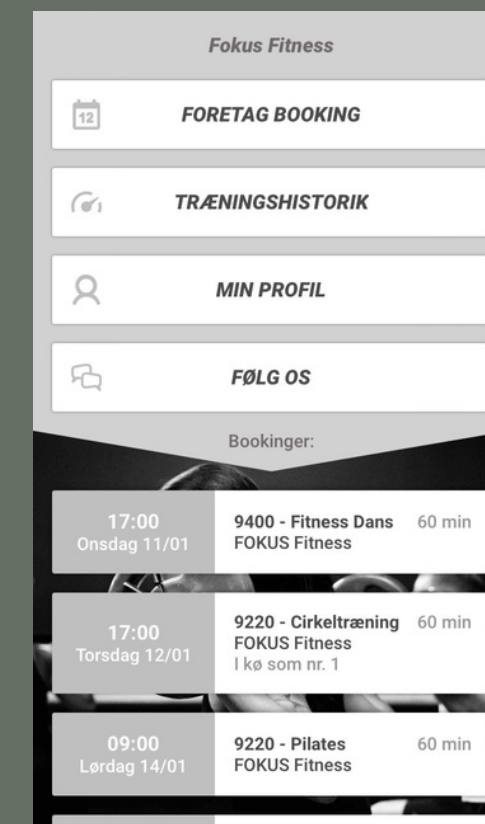 Fokus Fitness
12
FORETAG BOOKING
TRÆNINGSHISTORIK
MIN PROFIL
FØLG OS
Bookinger:
17:00
Onsdag 11/01
9400 - Fitness Dans 60 min
FOKUS Fitness
17:00
Torsdag 12/01
9220 - Cirkeltræning 60 min
FOKUS Fitness
I kø som nr. 1
09:00
Lørdag 14/01
9220 - Pilates 60 min
FOKUS Fitness